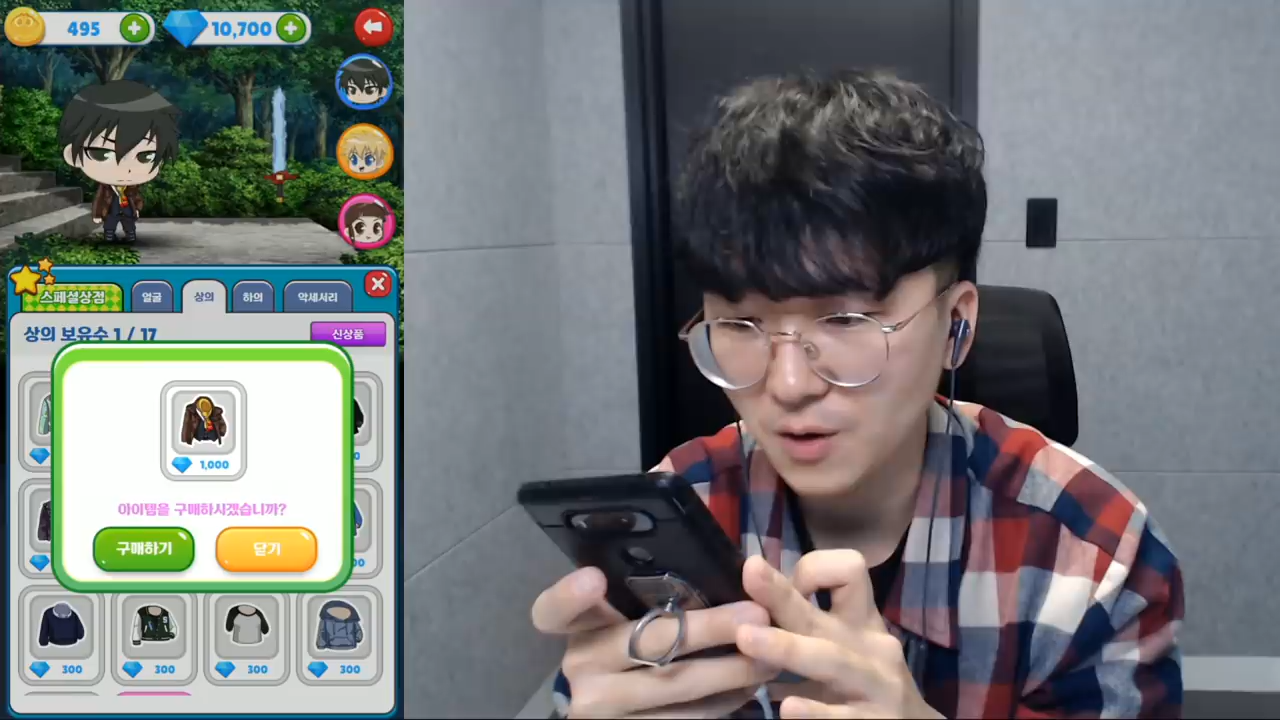 495
10,700
스페셜상점
얼굴
상의
하의
악세서리
상의 보유수 1 / 17
신상품
1,000
아이템을 구매하시겠습니까?
구매하기
닫기
300
300
300
300